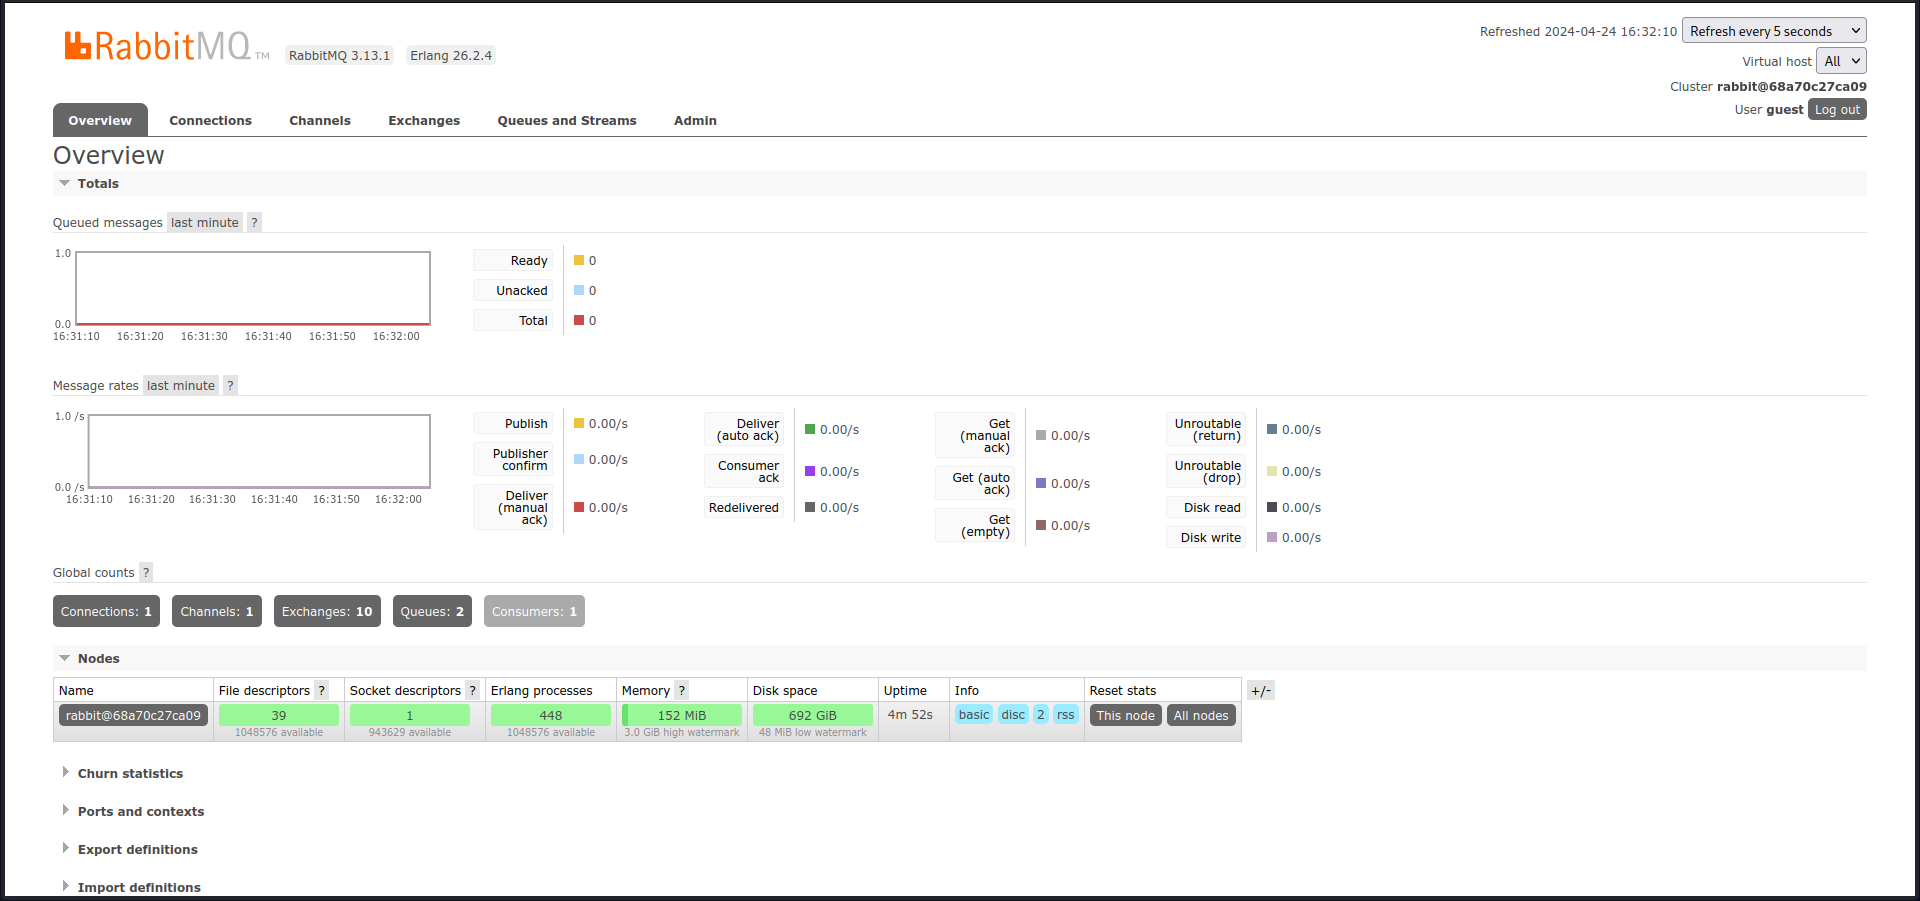 RabbitMQ TM RabbitMQ 3.13.1 Erlang 26.2.4
Refreshed 2024-04-24 16:32:10 Refresh every 5 seconds
Virtual host All
Cluster rabbit@68a70c27ca09
User guest Log out
Overview Connections Channels Exchanges Queues and Streams Admin
Overview
Totals
Queued messages last minute ?
1.0
0.0
16:31:10 16:31:20 16:31:30 16:31:40 16:31:50 16:32:00
Ready 0
Unacked 0
Total 0
Message rates last minute ?
1.0 /s
0.0 /s
16:31:10 16:31:20 16:31:30 16:31:40 16:31:50 16:32:00
Publish 0.00/s
Publisher
confirm 0.00/s
Deliver
(manual
ack) 0.00/s
Deliver
(auto ack) 0.00/s
Consumer
ack 0.00/s
Redelivered 0.00/s
Get
(manual
ack) 0.00/s
Get (auto
ack) 0.00/s
Get
(empty) 0.00/s
Unroutable
(return) 0.00/s
Unroutable
(drop) 0.00/s
Disk read 0.00/s
Disk write 0.00/s
Global counts ?
Connections: 1 Channels: 1 Exchanges: 10 Queues: 2 Consumers: 1
Nodes
Name File descriptors ? Socket descriptors ? Erlang processes Memory ? Disk space Uptime Info Reset stats +/-
rabbit@68a70c27ca09 39 1 448 152 MiB 692 GiB 4m 52s basic disc 2 rss This node All nodes
1048576 available 943629 available 1048576 available 3.0 GiB high watermark 48 MiB low watermark
Churn statistics
Ports and contexts
Export definitions
Import definitions